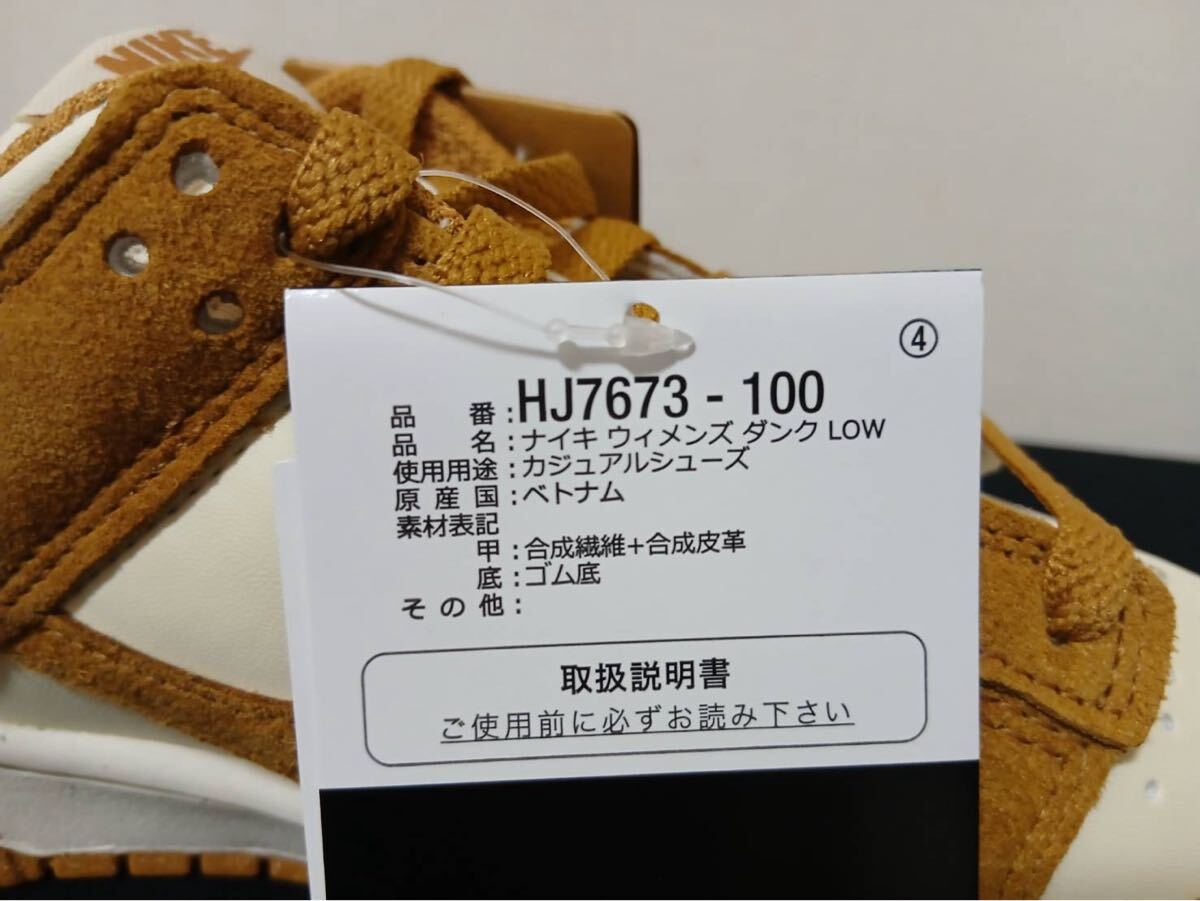 NIKE
④
品番:HJ7673-100
品名:ナイキ ウィメンズ ダンク LOW
使用用途:カジュアルシューズ
原産国:ベトナム
素材表記
甲:合成繊維+合成皮革
底:ゴム底
その他:
取扱説明書
ご使用前に必ずお読み下さい